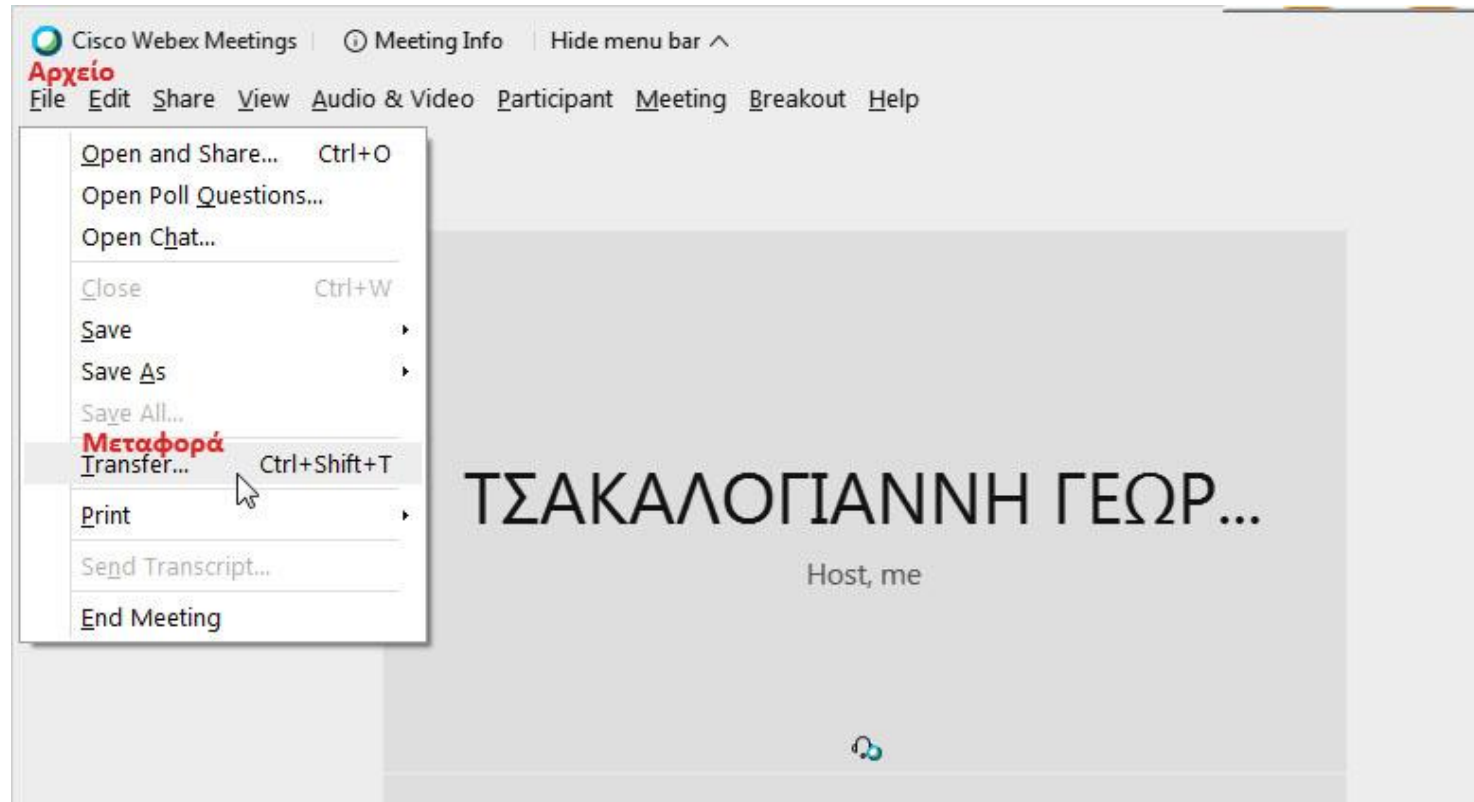 Cisco Webex Meetings Meeting Info Hide menu bar
Αρχείο
File Edit Share View Audio & Video Participant Meeting Breakout Help
Open and Share... Ctrl+O
Open Poll Questions...
Open Chat...
Close Ctrl+W
Save
Save As
Save All...
Μεταφορά
Transfer... Ctrl+Shift+T
Print
Send Transcript...
End Meeting
ΤΣΑΚΑΛΟΓΙΑΝΝΗ ΓΕΩΡ...
Host, me